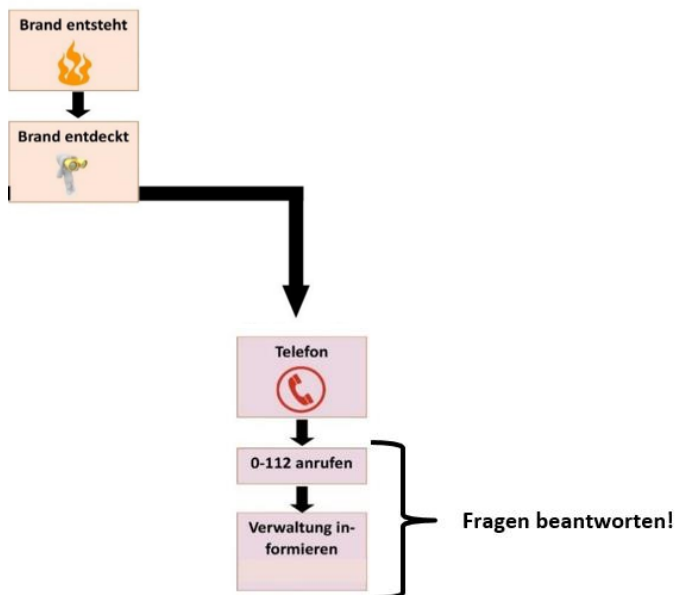 Brand entsteht
Brand entdeckt
Telefon
0-112 anrufen
Verwaltung in-
formieren
Fragen beantworten!